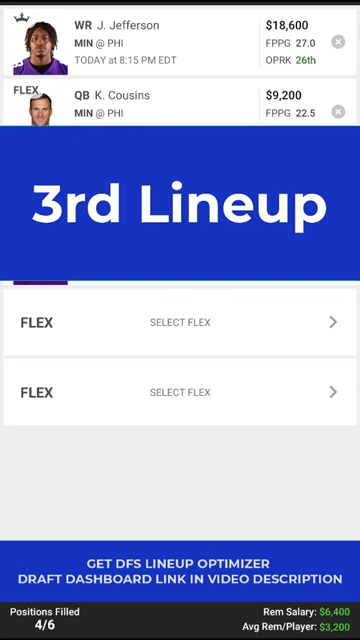 WR J. Jefferson $18,600
MIN @ PHI FPPG 27.0
TODAY at 8:15 PM EDT OPRK 26th
FLEX
QB K. Cousins $9,200
MIN @ PHI FPPG 22.5
3rd Lineup
FLEX SELECT FLEX
FLEX SELECT FLEX
GET DFS LINEUP OPTIMIZER
DRAFT DASHBOARD LINK IN VIDEO DESCRIPTION
Positions Filled Rem Salary: $6,400
4/6 Avg Rem/Player: $3,200